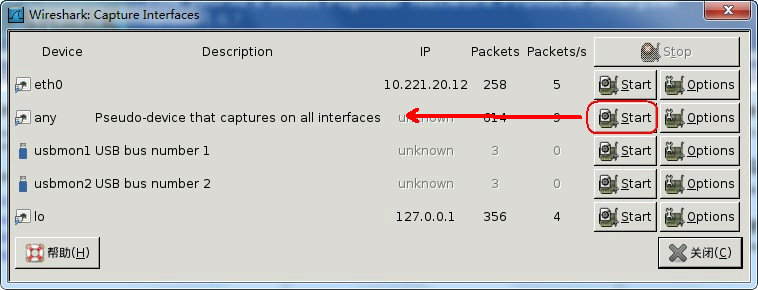 Wireshark: Capture Interfaces
Device Description IP Packets Packets/s Stop
eth0 10.221.20.12 258 5 Start Options
any Pseudo-device that captures on all interfaces unknown 614 9 Start Options
usbmon1 USB bus number 1 unknown 3 0 Start Options
usbmon2 USB bus number 2 unknown 3 0 Start Options
lo 127.0.0.1 356 4 Start Options
帮助(H) 关闭(C)